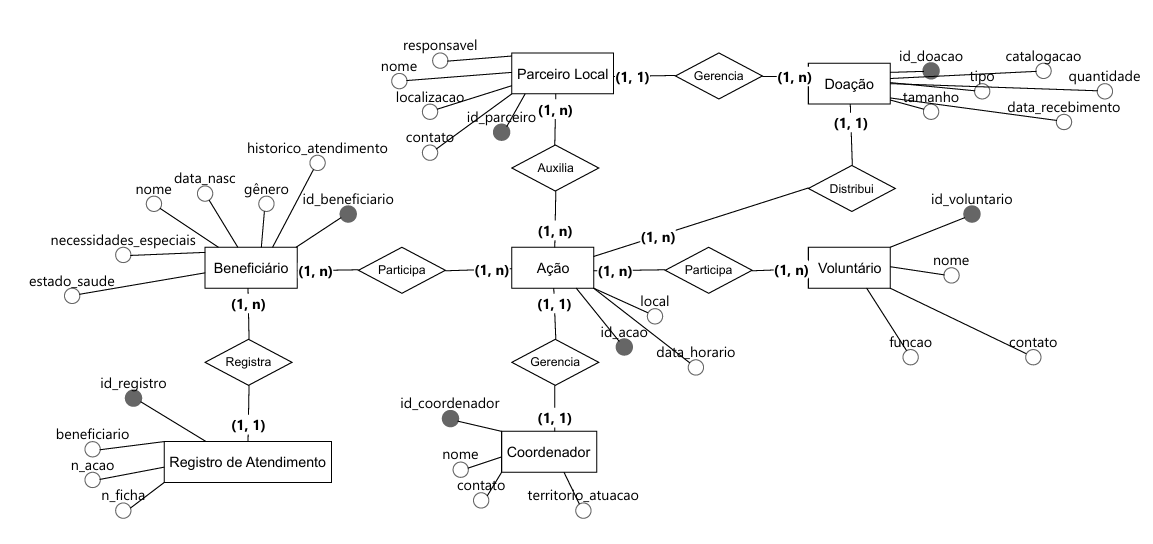 responsavel
nome
localizacao
contato
id_parceiro
Parceiro Local
(1, 1)
Gerencia
(1, n)
Doação
id_doacao
catalogacao
tipo
quantidade
tamanho
data_recebimento
(1, n)
(1, 1)
Auxilia
Distribui
(1, n)
(1, n)
historico_atendimento
data_nasc
nome
gênero
id_beneficiario
necessidades_especiais
estado_saude
Beneficiário
(1, n)
Participa
(1, n)
Ação
(1, n)
Participa
(1, n)
Voluntário
id_voluntario
nome
funcao
contato
(1, n)
(1, 1)
local
id_acao
data_horario
Registra
Gerencia
(1, 1)
(1, 1)
id_registro
beneficiario
n_acao
n_ficha
Registro de Atendimento
id_coordenador
nome
contato
territorio_atuacao
Coordenador